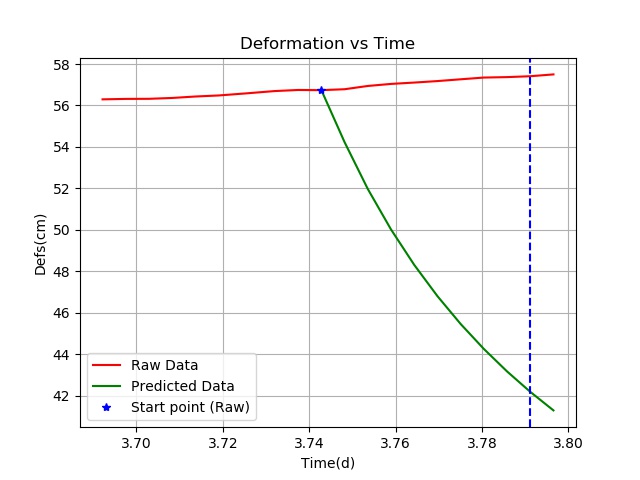 Deformation vs Time
Defs(cm)
58
56
54
52
50
48
46
44
42
Raw Data
Predicted Data
Start point (Raw)
3.70 3.72 3.74 3.76 3.78 3.80
Time(d)